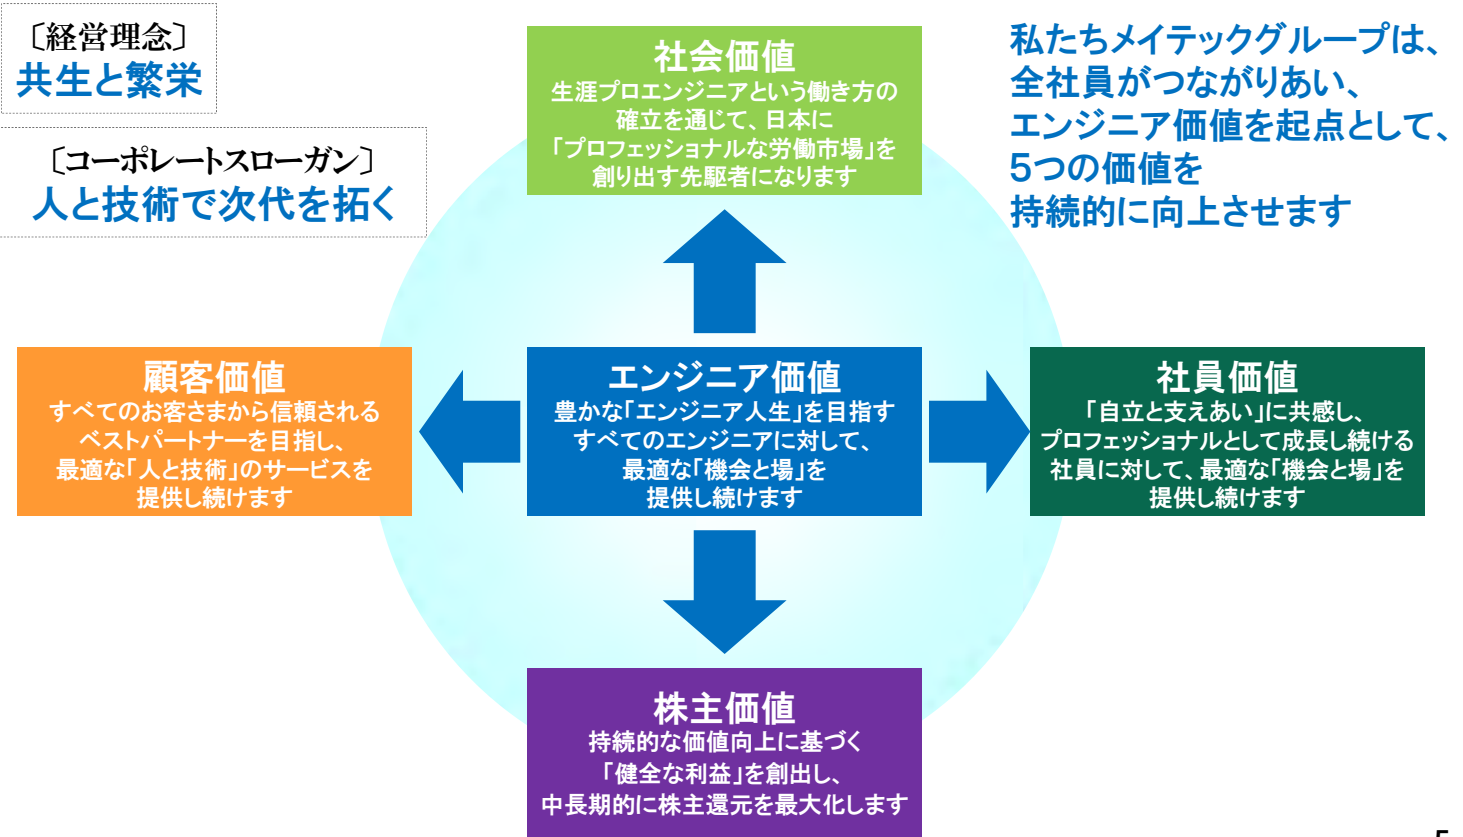 〔経営理念〕
共生と繁栄
〔コーポレートスローガン〕
人と技術で次代を拓く
私たちメイテックグループは、
全社員がつながりあい、
エンジニア価値を起点として、
5つの価値を
持続的に向上させます
社会価値
生涯プロエンジニアという働き方の
確立を通じて、日本に
「プロフェッショナルな労働市場」を
創り出す先駆者になります
顧客価値
すべてのお客さまから信頼される
ベストパートナーを目指し、
最適な「人と技術」のサービスを
提供し続けます
エンジニア価値
豊かな「エンジニア人生」を目指す
すべてのエンジニアに対して、
最適な「機会と場」を
提供し続けます
社員価値
「自立と支えあい」に共感し、
プロフェッショナルとして成長し続ける
社員に対して、最適な「機会と場」を
提供し続けます
株主価値
持続的な価値向上に基づく
「健全な利益」を創出し、
中長期的に株主還元を最大化します